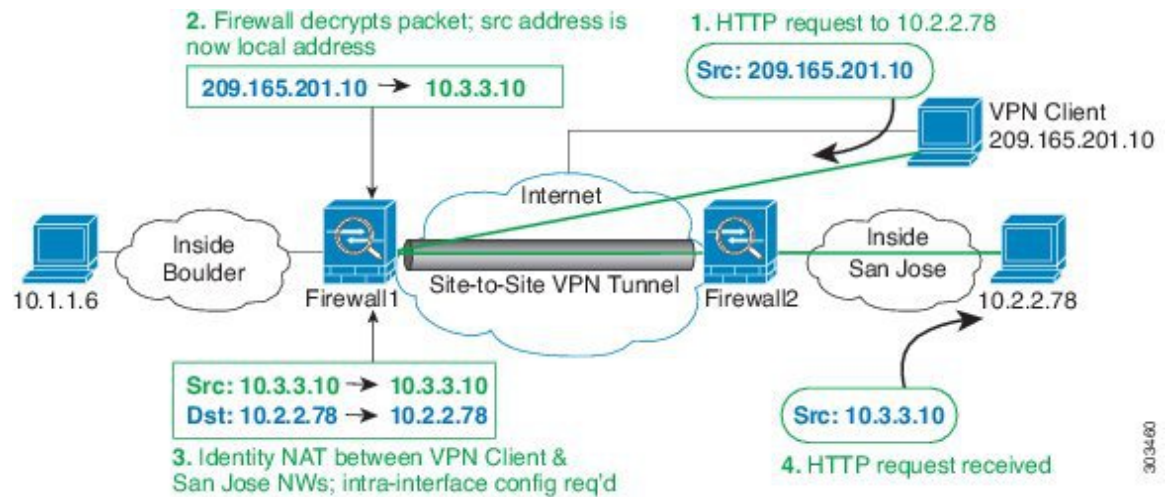 2. Firewall decrypts packet; src address is
now local address
209.165.201.10 → 10.3.3.10
1. HTTP request to 10.2.2.78
Src: 209.165.201.10
VPN Client
209.165.201.10
Internet
Inside
Boulder
Inside
San Jose
10.1.1.6
Firewall1
Site-to-Site VPN Tunnel
Firewall2
10.2.2.78
Src: 10.3.3.10 → 10.3.3.10
Dst: 10.2.2.78 → 10.2.2.78
3. Identity NAT between VPN Client &
San Jose NWs; intra-interface config req'd
Src: 10.3.3.10
4. HTTP request received
303460